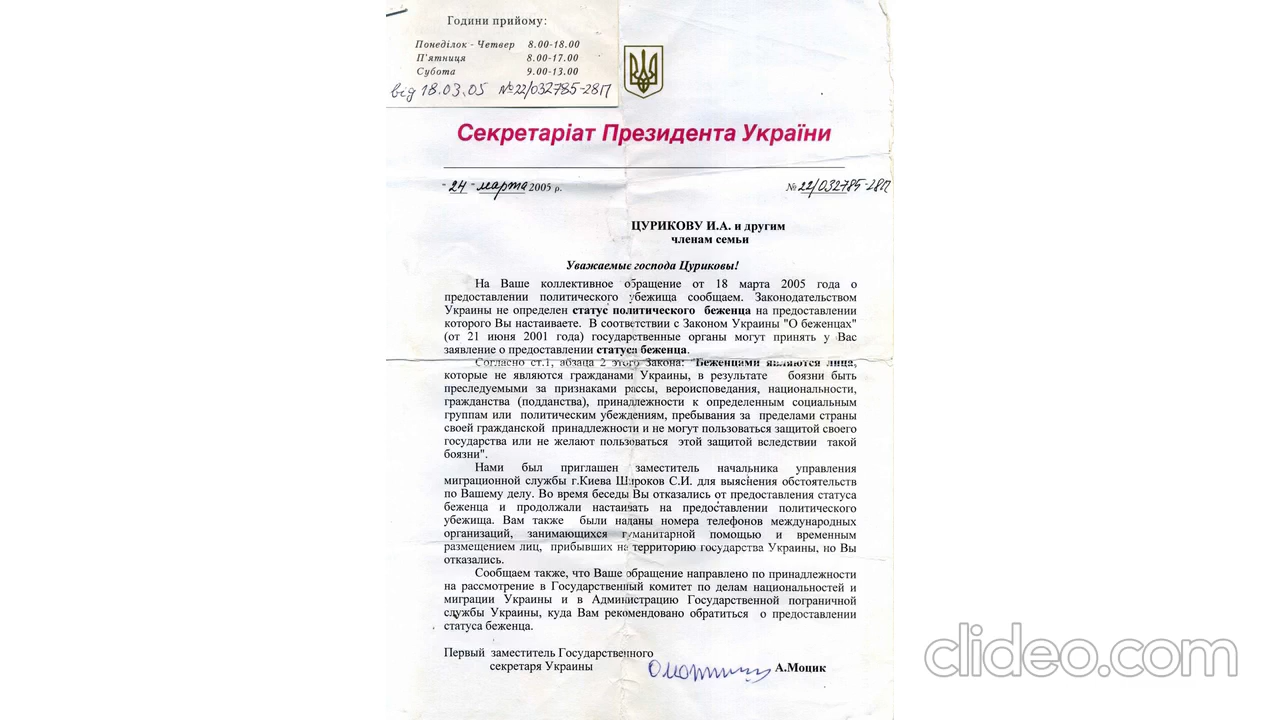 Години прийому:
Понеділок - Четвер 8.00-18.00
П'ятниця 8.00-17.00
Субота 9.00-13.00
від 18.03.05 №22/032785-28П
Секретаріат Президента України
"24" марта 2005 р.
№ 22/032785-28П
ЦУРИКОВУ И.А. и другим
членам семьи
Уважаемые господа Цуриковы!
На Ваше коллективное обращение от 18 марта 2005 года о
предоставлении политического убежища сообщаем. Законодательством
Украины не определен статус политического беженца на предоставлении
которого Вы настаиваете. В соответствии с Законом Украины "О беженцах"
(от 21 июня 2001 года) государственные органы могут принять у Вас
заявление о предоставлении статуса беженца.
Согласно ст.1, абзаца 2 этого Закона: "Беженцами являются лица,
которые не являются гражданами Украины, в результате боязни быть
преследуемыми за признаками рассы, вероисповедания, национальности,
гражданства (подданства), принадлежности к определенным социальным
группам или политическим убеждениям, пребывания за пределами страны
своей гражданской принадлежности и не могут пользоваться защитой своего
государства или не желают пользоваться этой защитой вследствии такой
боязни".
Нами был приглашен заместитель начальника управления
миграционной службы г.Киева Широков С.И. для выяснения обстоятельств
по Вашему делу. Во время беседы Вы отказались от предоставления статуса
беженца и продолжали настаивать на предоставлении политического
убежища. Вам также были наданы номера телефонов международных
организаций, занимающихся гуманитарной помощью и временным
размещением лиц, прибывших на территорию государства Украины, но Вы
отказались.
Сообщаем также, что Ваше обращение направлено по принадлежности
на рассмотрение в Государственный комитет по делам национальностей и
миграции Украины и в Администрацию Государственной пограничной
службы Украины, куда Вам рекомендовано обратиться о предоставлении
статуса беженца.
Первый заместитель Государственного
секретаря Украины
А.Моцик
clideo.com